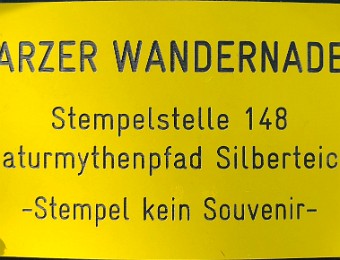 ARZER WANDERNADE
Stempelstelle 148
aturmythenpfad Silberteic
-Stempel kein Souvenir-